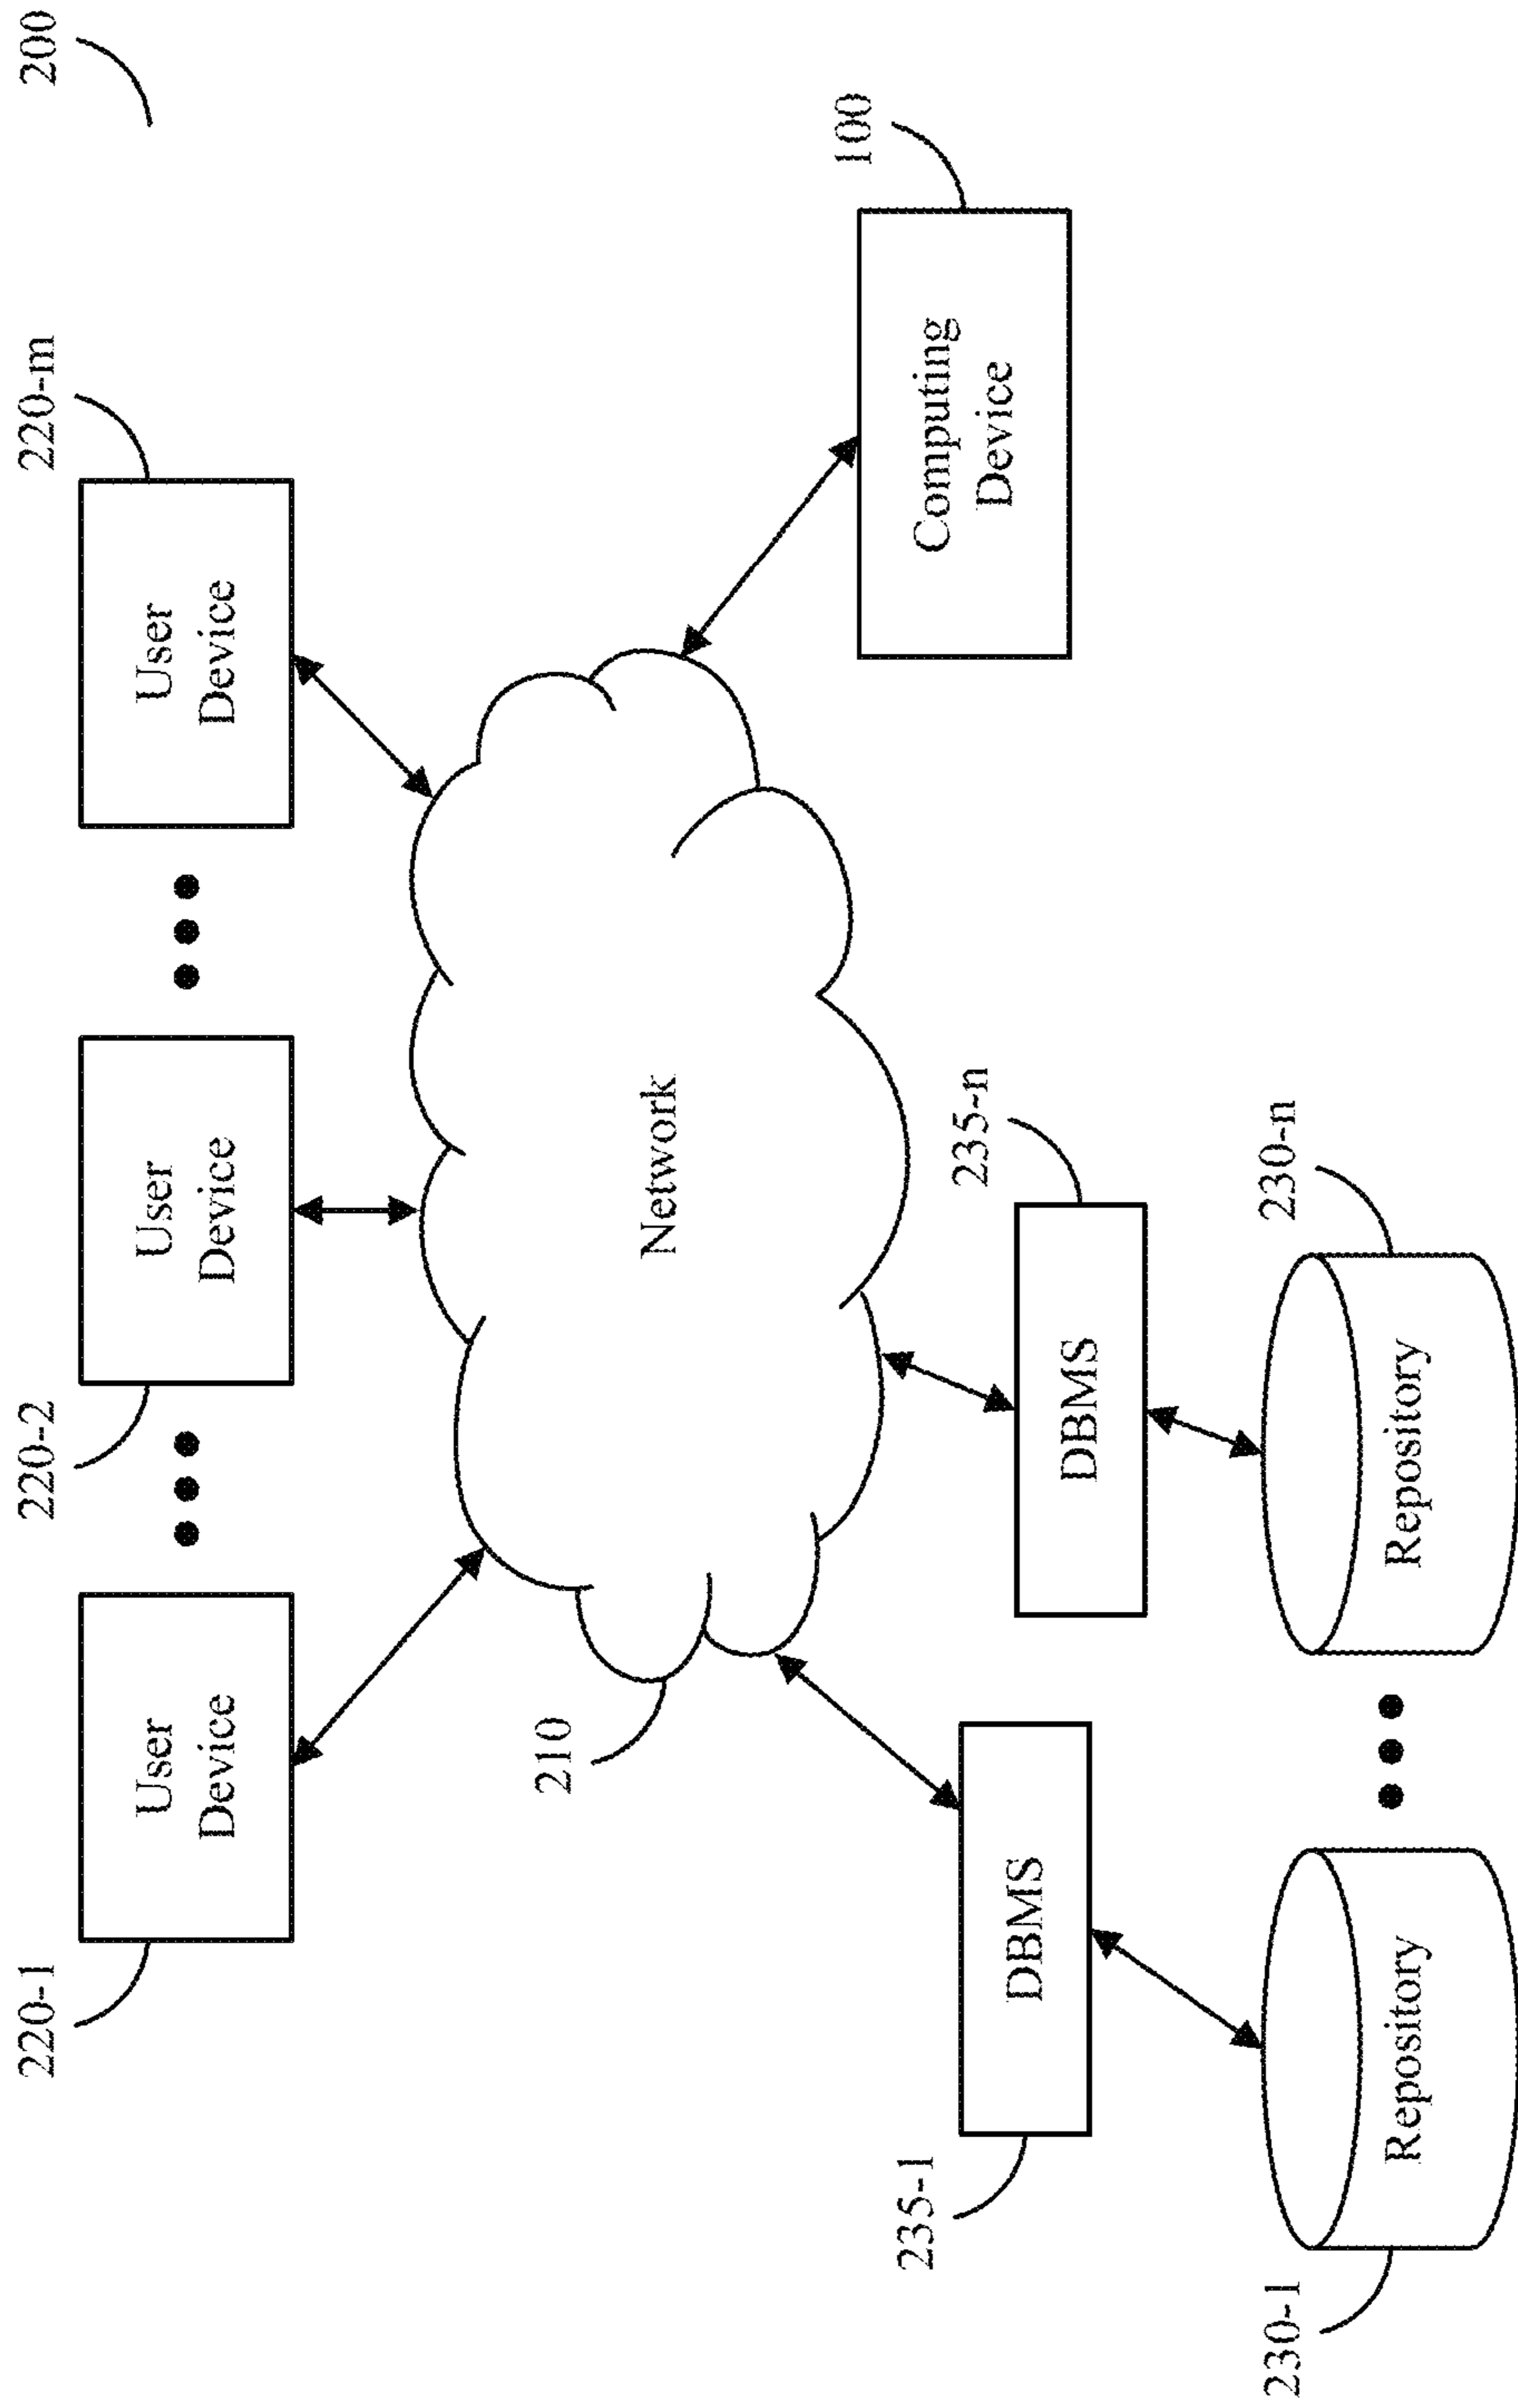 200
220-1
220-2
220-m
User
Device
User
Device
User
Device
210
Network
100
Computing
Device
235-1
DBMS
235-n
DBMS
230-1
Repository
230-n
Repository